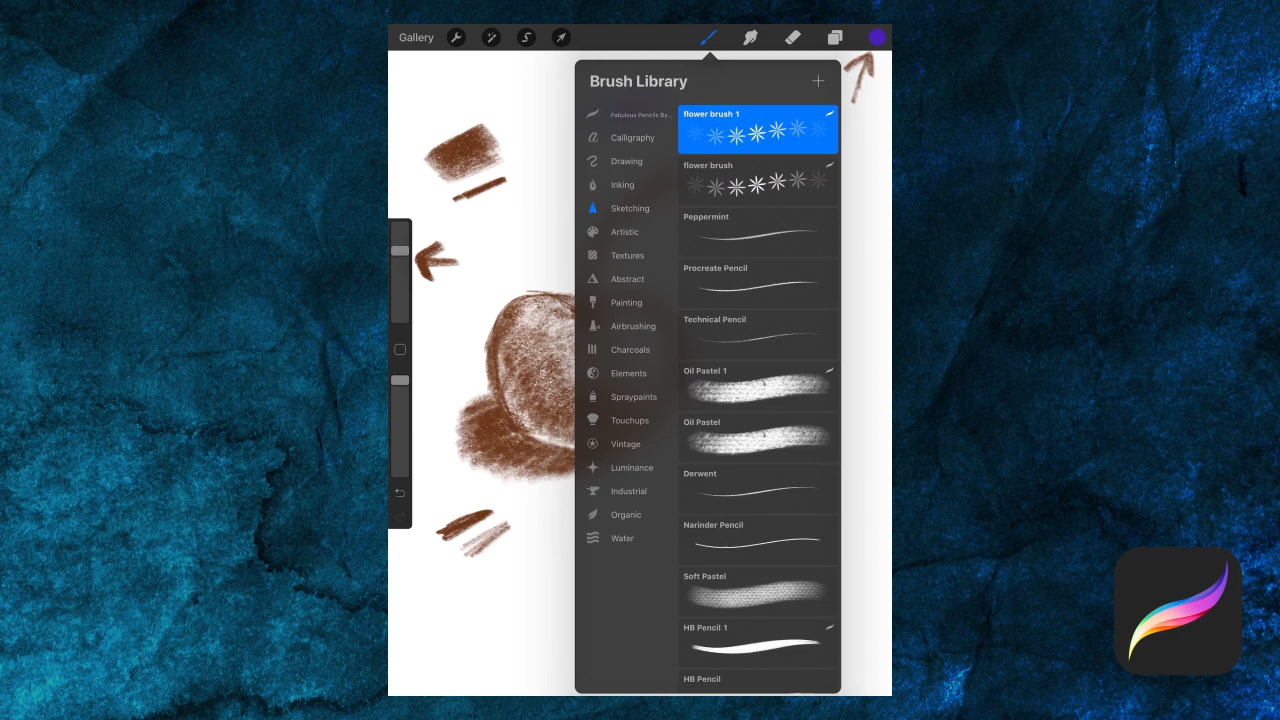 Gallery
Brush Library
Fabulous Pencils By...
Calligraphy
Drawing
Inking
Sketching
Artistic
Textures
Abstract
Painting
Airbrushing
Charcoals
Elements
Spraypaints
Touchups
Vintage
Luminance
Industrial
Organic
Water
flower brush 1
flower brush
Peppermint
Procreate Pencil
Technical Pencil
Oil Pastel 1
Oil Pastel
Derwent
Narinder Pencil
Soft Pastel
HB Pencil 1
HB Pencil